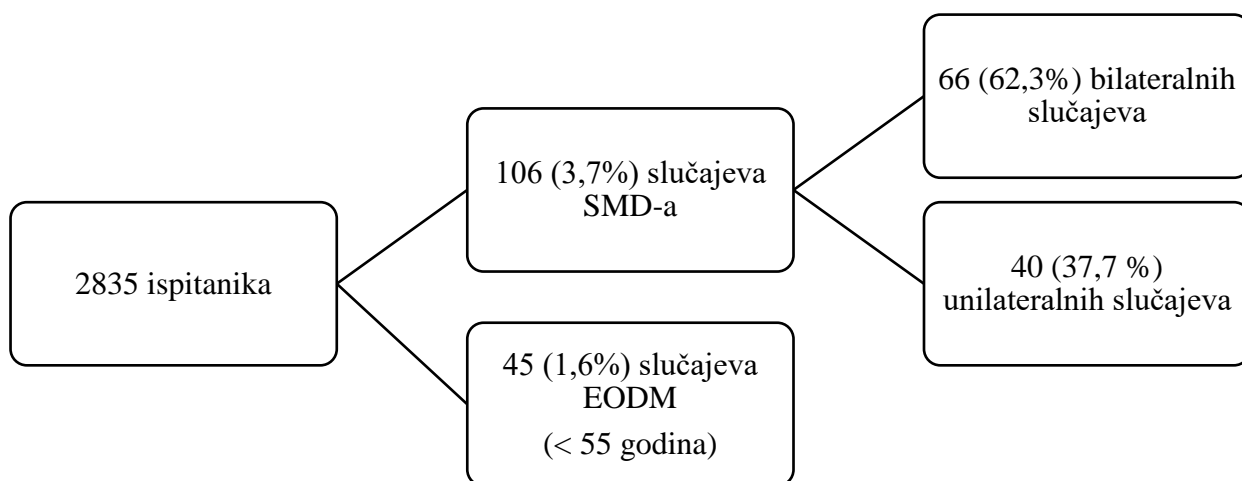 2835 ispitanika
106 (3,7%) slučajeva
SMD-a
45 (1,6%) slučajeva
EODM
(< 55 godina)
66 (62,3%) bilateralnih
slučajeva
40 (37,7 %)
unilateralnih slučajeva